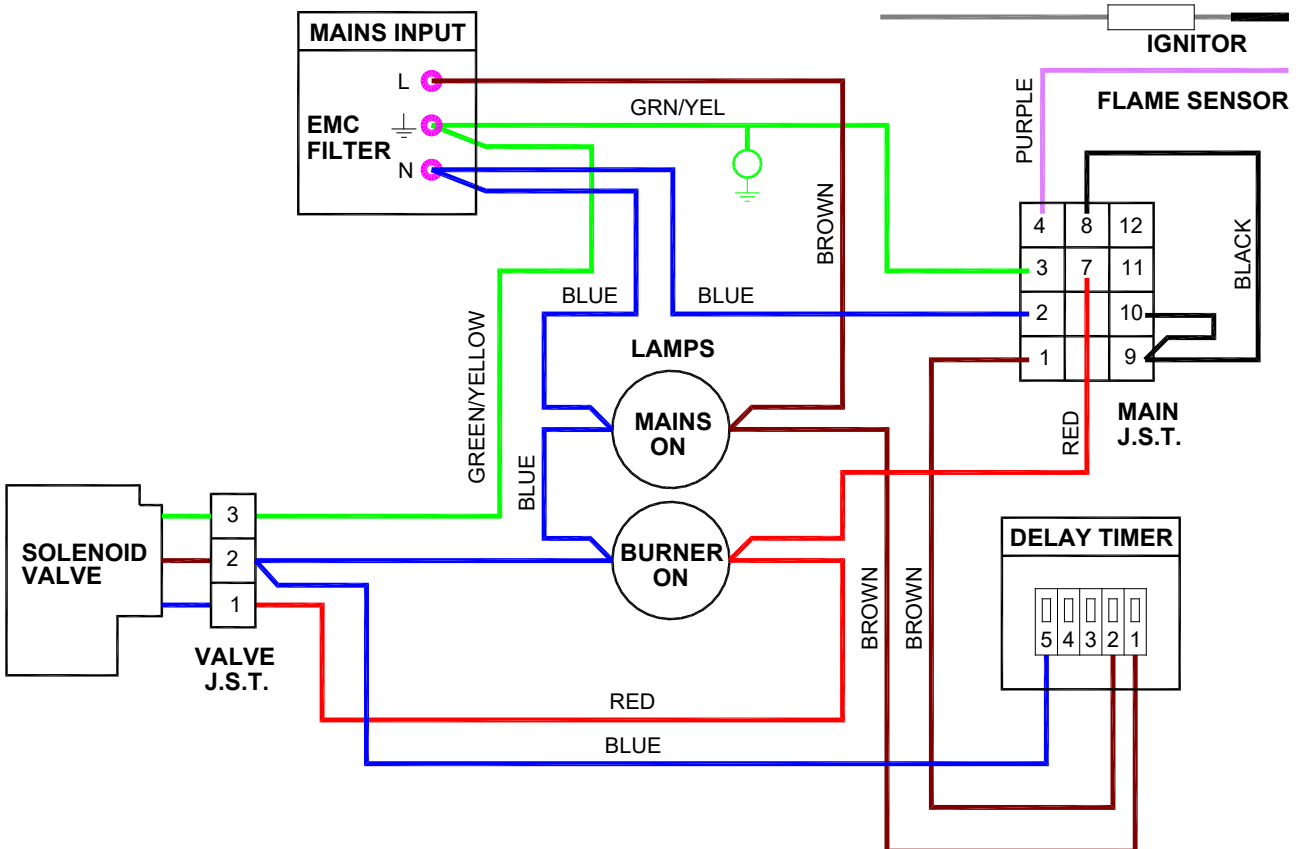 MAINS INPUT
L
EMC
FILTER
N
GRN/YEL
BROWN
IGNITOR
FLAME SENSOR
PURPLE
4 8 12
3 7 11
2 10
1 9
BLACK
MAIN
J.S.T.
RED
BLUE
BLUE
LAMPS
MAINS
ON
BLUE
BURNER
ON
GREEN/YELLOW
SOLENOID
VALVE
3
2
1
VALVE
J.S.T.
RED
BLUE
BROWN
BROWN
DELAY TIMER
5 4 3 2 1